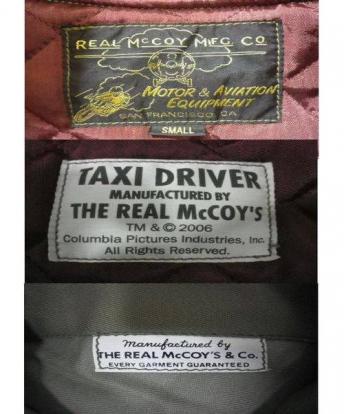 REAL McCOY MFG. CO
MOTOR & AVIATION
EQUIPMENT
SAN FRANCISCO, CA
SMALL
TAXI DRIVER
MANUFACTURED BY
THE REAL McCOY'S
TM & © 2006
Columbia Pictures Industries, Inc.
All Rights Reserved.
manufactured by
THE REAL McCOY'S & Co.
EVERY GARMENT GUARANTEED